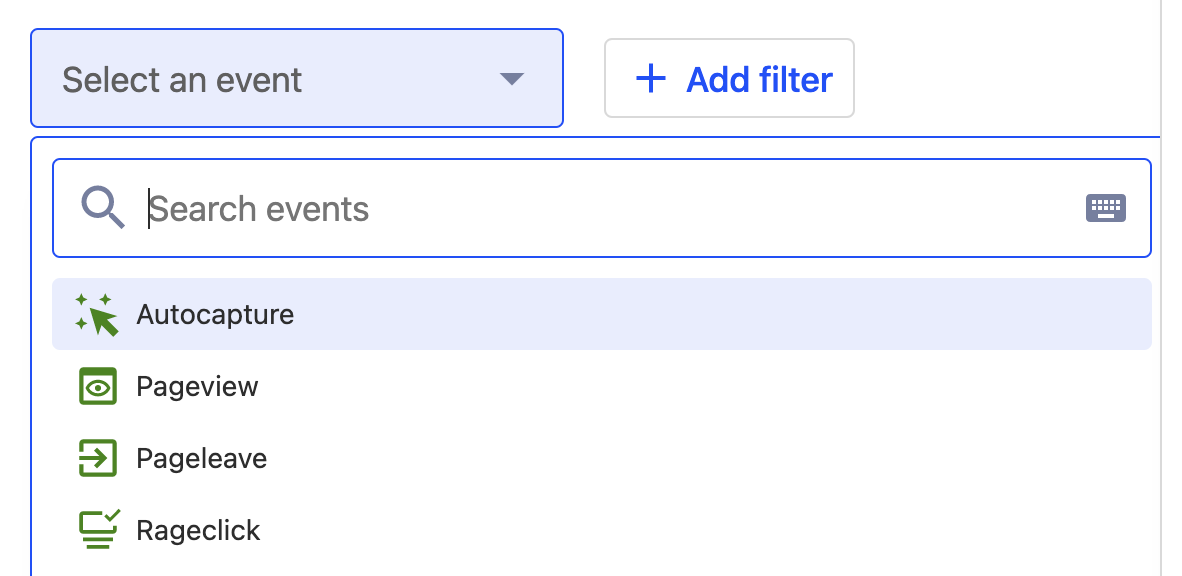 Select an event
Add filter
Search events
Autocapture
Pageview
Pageleave
Rageclick